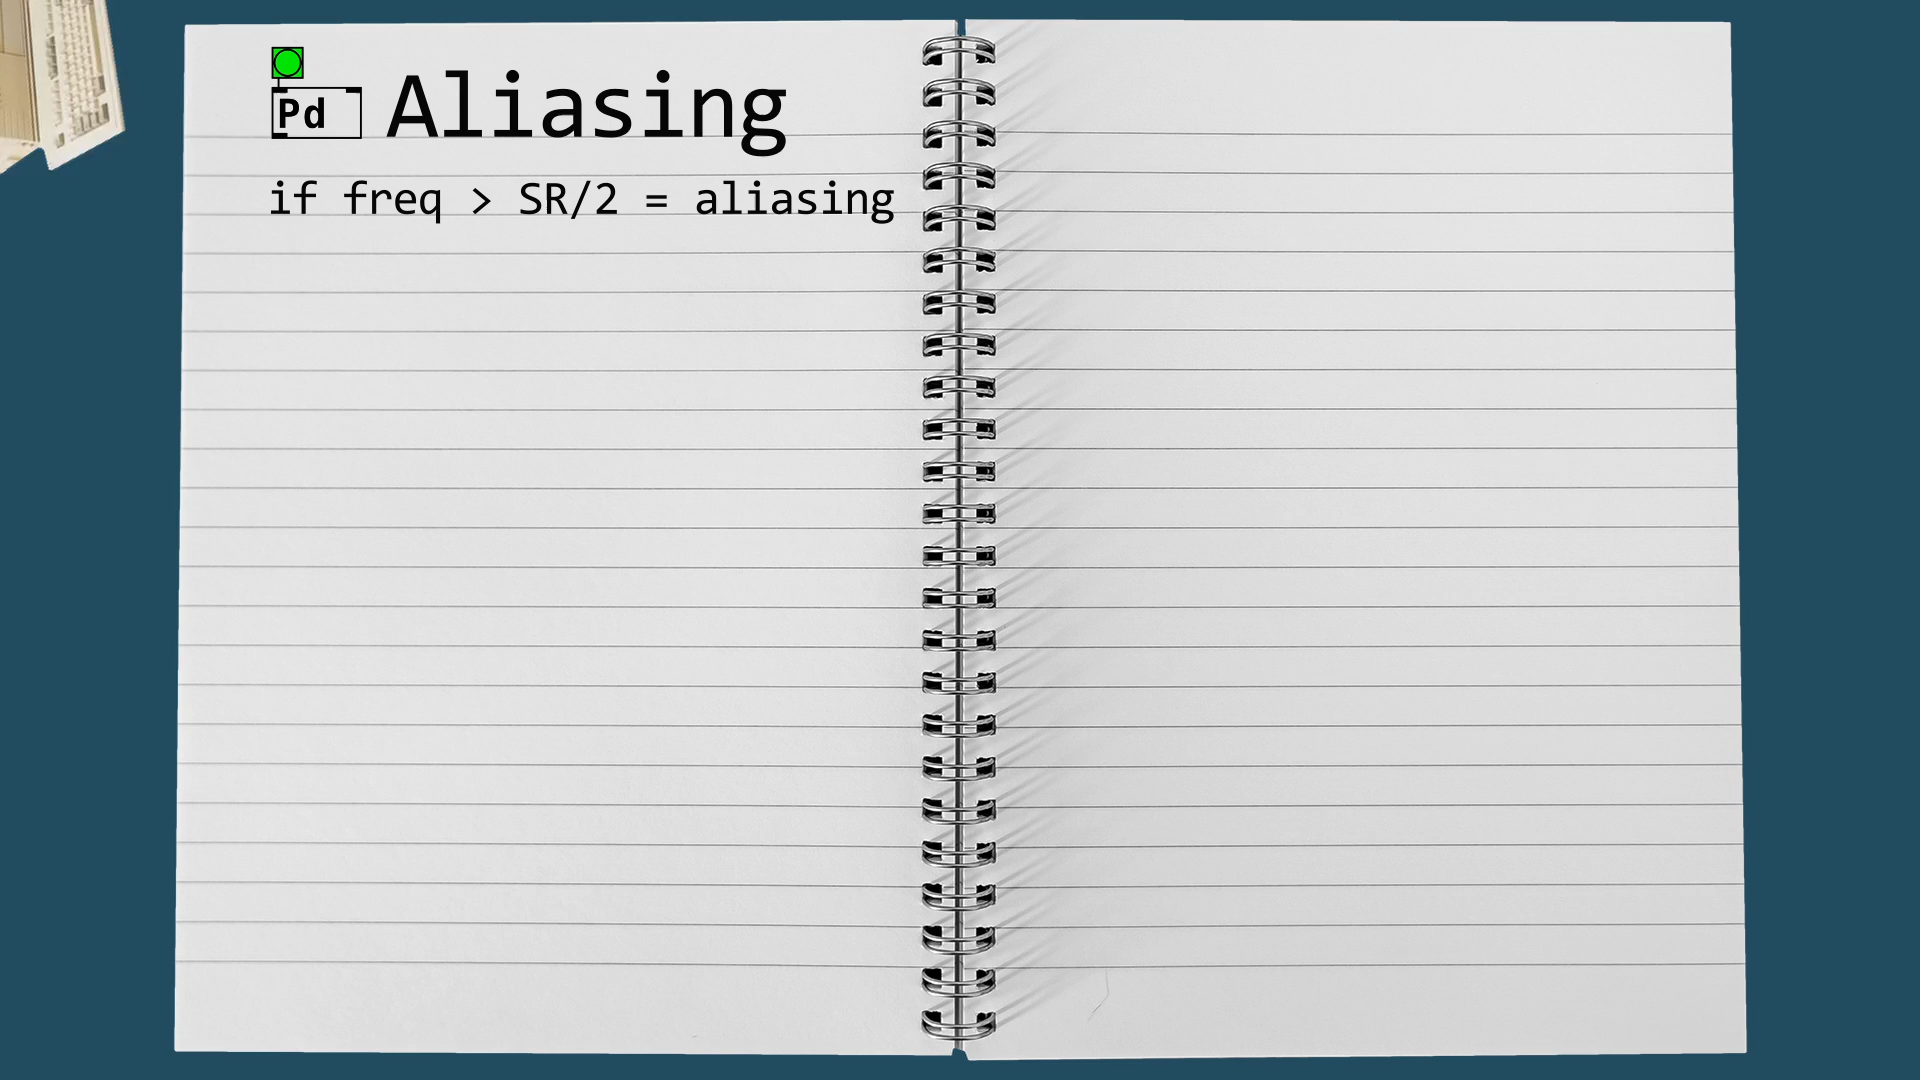 Pd Aliasing
if freq > SR/2 = aliasing